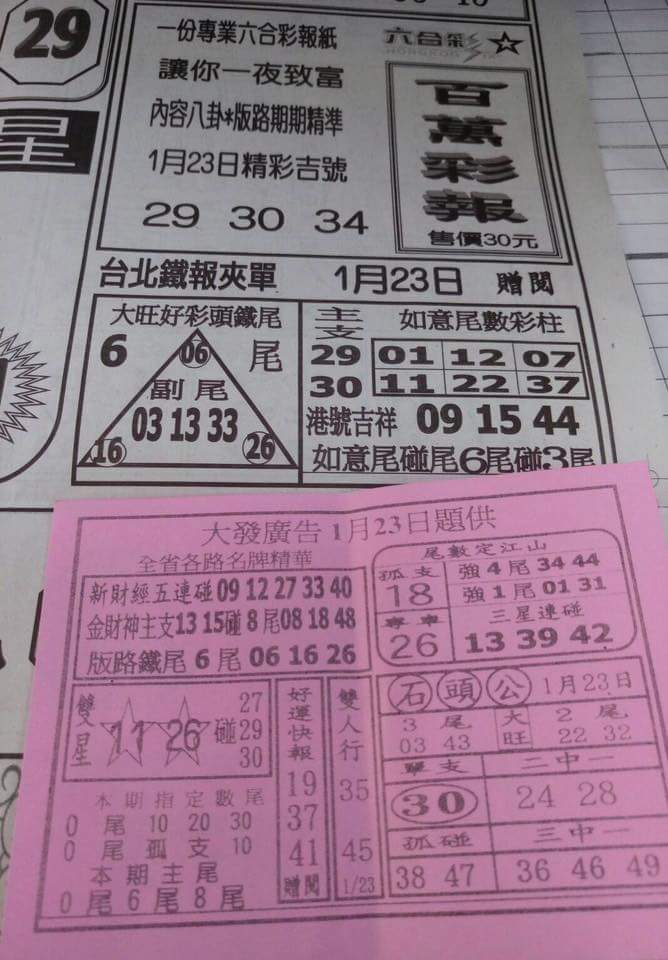 29
星
一份專業六合彩報紙
讓你一夜致富
內容八卦*版路期期精準
1月23日精彩吉號
29 30 34
六合彩
百萬彩報
售價30元
台北鐵報夾單 1月23日 贈閱
大旺好彩頭鐵尾
6 06 尾
副尾
03 13 33
16 26
主支 如意尾數彩柱
29 01 12 07
30 11 22 37
港號吉祥 09 15 44
如意尾碰尾6尾碰3尾
大發廣告1月23日題供
全省各路名牌精華
新財經五連碰 09 12 27 33 40
金財神主支13 15碰 8 尾08 18 48
版路鐵尾 6 尾 06 16 26
尾數定江山
孤支 強 4 尾 34 44
18 強 1 尾 01 31
專車 三星連碰
26 13 39 42
雙星 11 26 碰 27 29 30
本期指定數尾
0 尾 10 20 30
0 尾 孤支 10
本期主尾
0 尾 6 尾 8 尾
好運快報
19
37
41
贈閱
雙人行
35
45
1/23
石頭公 1月23日
3 尾 大旺 2 尾
03 43 22 32
單支 二中一
30 24 28
孤碰 三中一
38 47 36 46 49